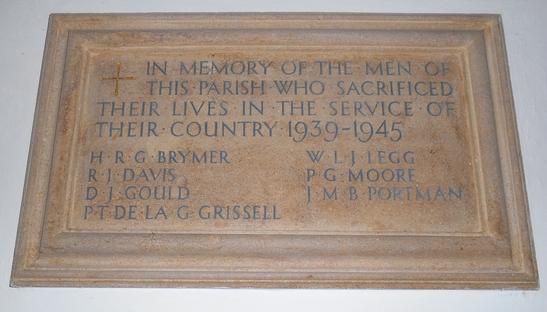 IN MEMORY OF · THE · MEN · OF
THIS · PARISH · WHO · SACRIFICED
THEIR · LIVES · IN · THE · SERVICE · OF
THEIR · COUNTRY · 1939-1945
H · R · G · BRYMER
R · J · DAVIS
D · J · GOULD
P T · DE · LA · G · GRISSELL
W · L · J · LEGG
P · G · MOORE
J · M · B · PORTMAN